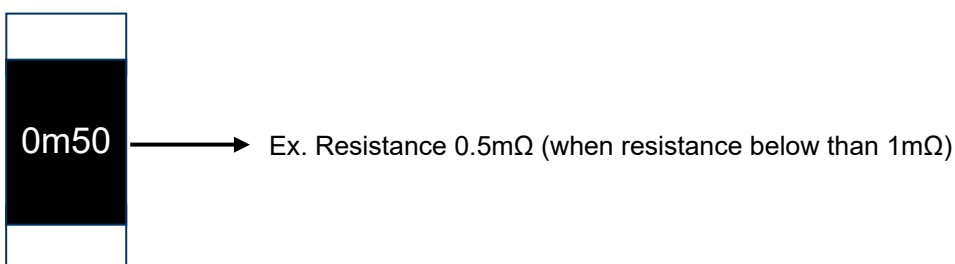 0m50
Ex. Resistance 0.5mΩ (when resistance below than 1mΩ)